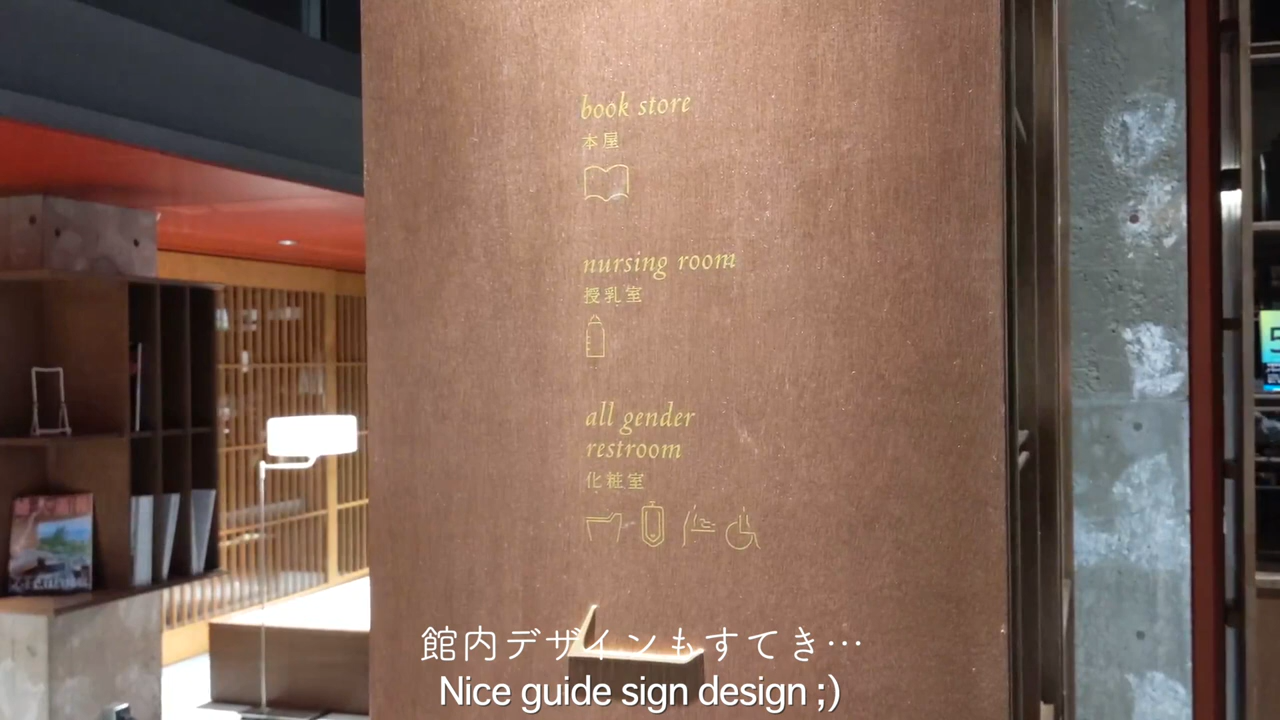 book store
本屋
nursing room
授乳室
all gender
restroom
化粧室
館内デザインもすてき…
Nice guide sign design ;)